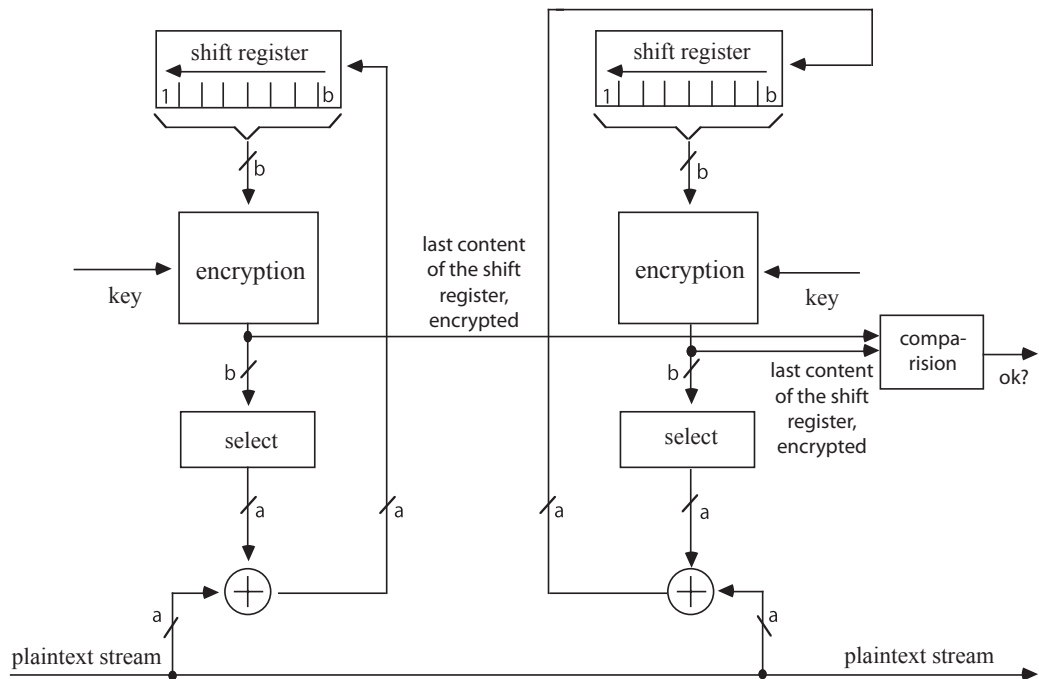 shift register
1
b
b
encryption
key
b
select
a
a
a
plaintext stream
last content
of the shift
register,
encrypted
shift register
1
b
b
encryption
key
b
last content
of the shift
register,
encrypted
compa-
rision
ok?
select
a
a
a
plaintext stream